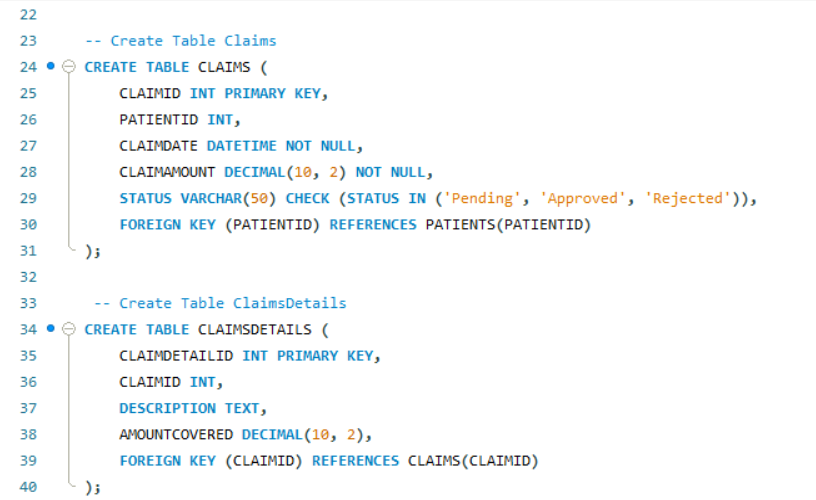 22
23 -- Create Table Claims
24 CREATE TABLE CLAIMS (
25 CLAIMID INT PRIMARY KEY,
26 PATIENTID INT,
27 CLAIMDATE DATETIME NOT NULL,
28 CLAIMAMOUNT DECIMAL(10, 2) NOT NULL,
29 STATUS VARCHAR(50) CHECK (STATUS IN ('Pending', 'Approved', 'Rejected')),
30 FOREIGN KEY (PATIENTID) REFERENCES PATIENTS(PATIENTID)
31 );
32
33 -- Create Table ClaimsDetails
34 CREATE TABLE CLAIMSDETAILS (
35 CLAIMDETAILID INT PRIMARY KEY,
36 CLAIMID INT,
37 DESCRIPTION TEXT,
38 AMOUNTCOVERED DECIMAL(10, 2),
39 FOREIGN KEY (CLAIMID) REFERENCES CLAIMS(CLAIMID)
40 );